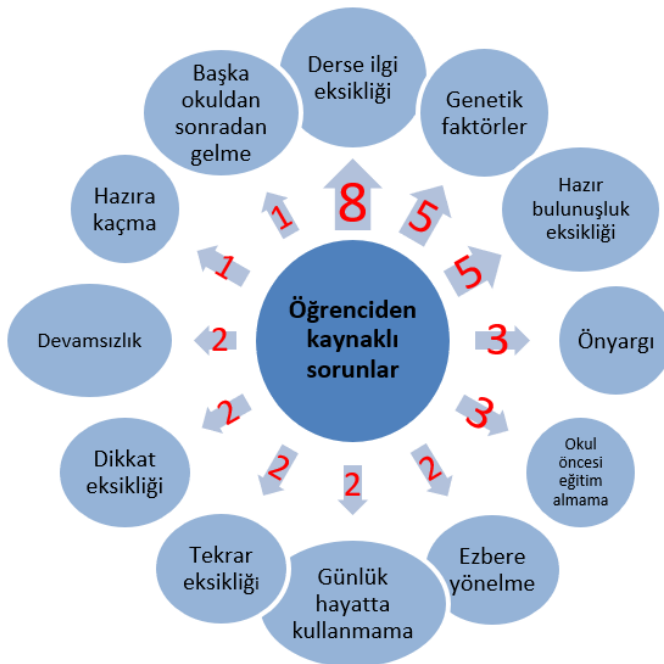 Öğrenciden
kaynaklı
sorunlar
8
Derse ilgi
eksikliği
5
Genetik
faktörler
5
Hazır
bulunuşluk
eksikliği
3
Önyargı
3
Okul
öncesi
eğitim
almama
2
Ezbere
yönelme
2
Günlük
hayatta
kullanmama
2
Tekrar
eksikliği
2
Dikkat
eksikliği
2
Devamsızlık
1
Hazıra
kaçma
1
Başka
okuldan
sonradan
gelme